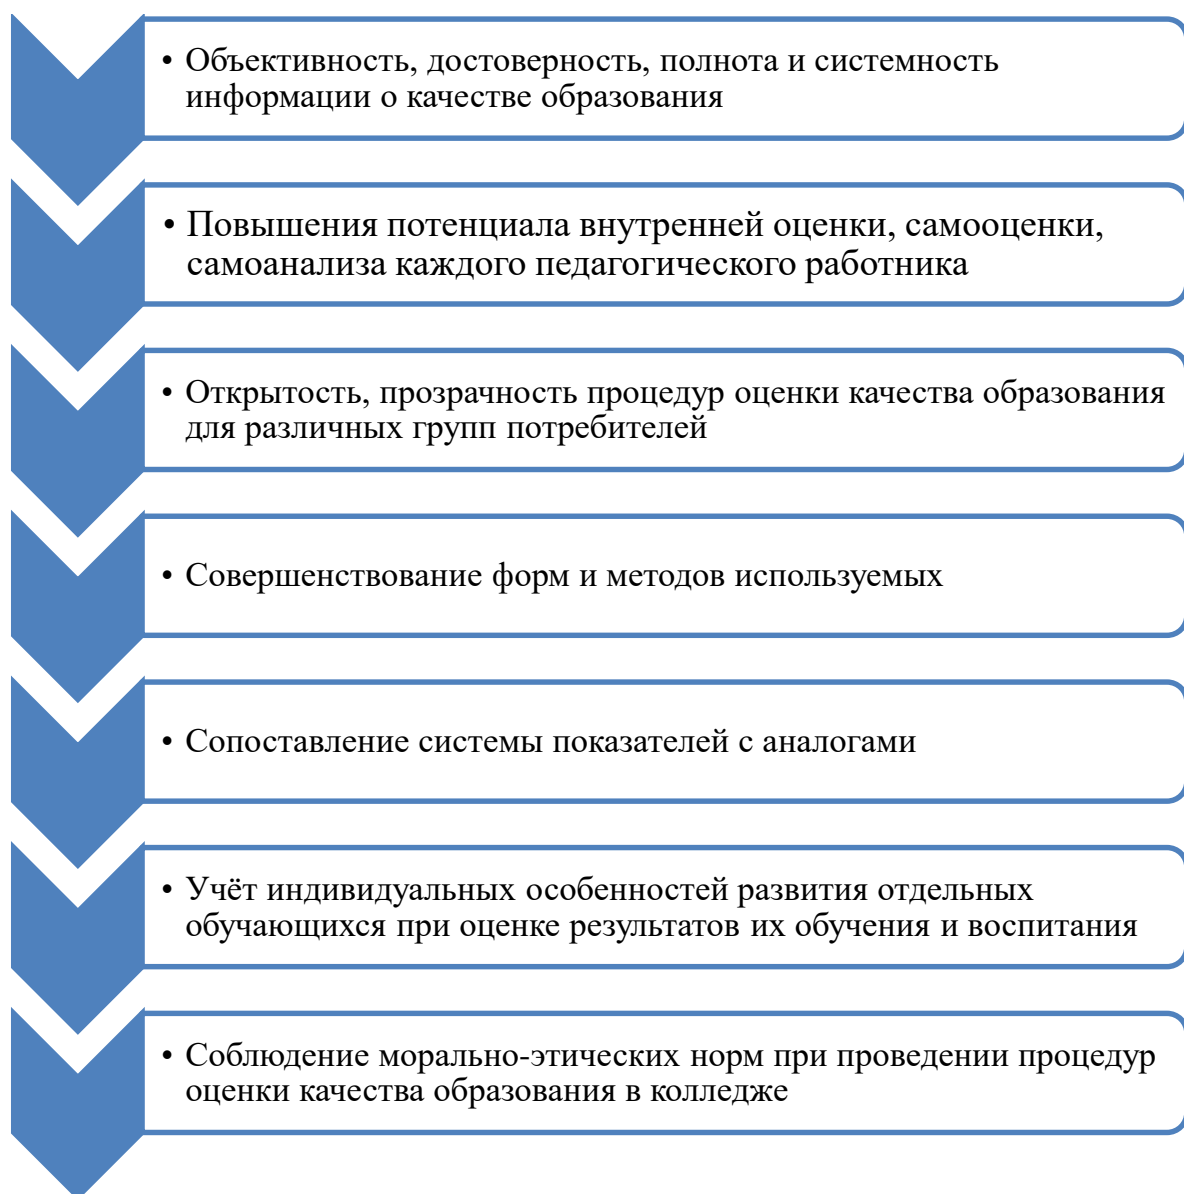 • Объективность, достоверность, полнота и системность
информации о качестве образования
• Повышения потенциала внутренней оценки, самооценки,
самоанализа каждого педагогического работника
• Открытость, прозрачность процедур оценки качества образования
для различных групп потребителей
• Совершенствование форм и методов используемых
• Сопоставление системы показателей с аналогами
• Учёт индивидуальных особенностей развития отдельных
обучающихся при оценке результатов их обучения и воспитания
• Соблюдение морально-этических норм при проведении процедур
оценки качества образования в колледже